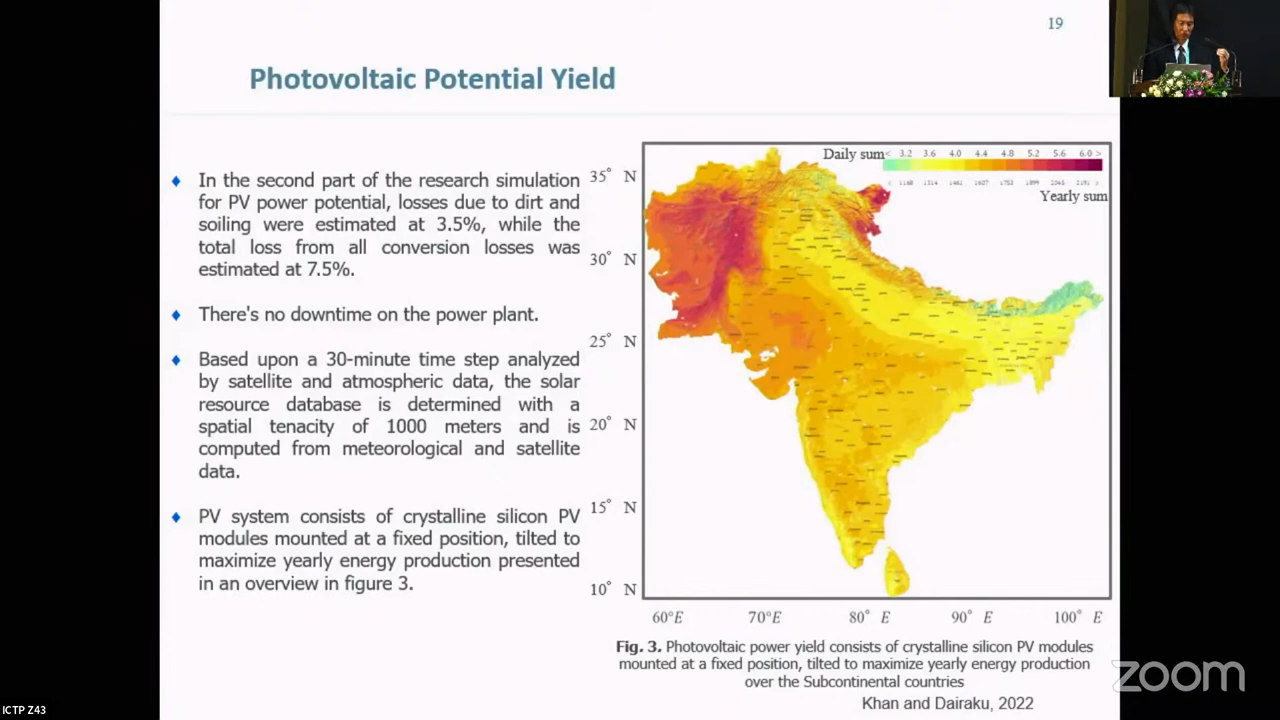 19
Photovoltaic Potential Yield
♦ In the second part of the research simulation
for PV power potential, losses due to dirt and
soiling were estimated at 3.5%, while the
total loss from all conversion losses was
estimated at 7.5%.
♦ There's no downtime on the power plant.
♦ Based upon a 30-minute time step analyzed
by satellite and atmospheric data, the solar
resource database is determined with a
spatial tenacity of 1000 meters and is
computed from meteorological and satellite
data.
♦ PV system consists of crystalline silicon PV
modules mounted at a fixed position, tilted to
maximize yearly energy production presented
in an overview in figure 3.
Daily sum < 3.2 3.6 4.0 4.4 4.8 5.2 5.6 6.0 >
< 1168 1314 1461 1607 1753 1899 2045 2191 >
Yearly sum
35° N
30° N
25° N
20° N
15° N
10° N
60°E 70°E 80° E 90° E 100° E
Fig. 3. Photovoltaic power yield consists of crystalline silicon PV modules
mounted at a fixed position, tilted to maximize yearly energy production
over the Subcontinental countries
Khan and Dairaku, 2022
zoom
ICTP Z43